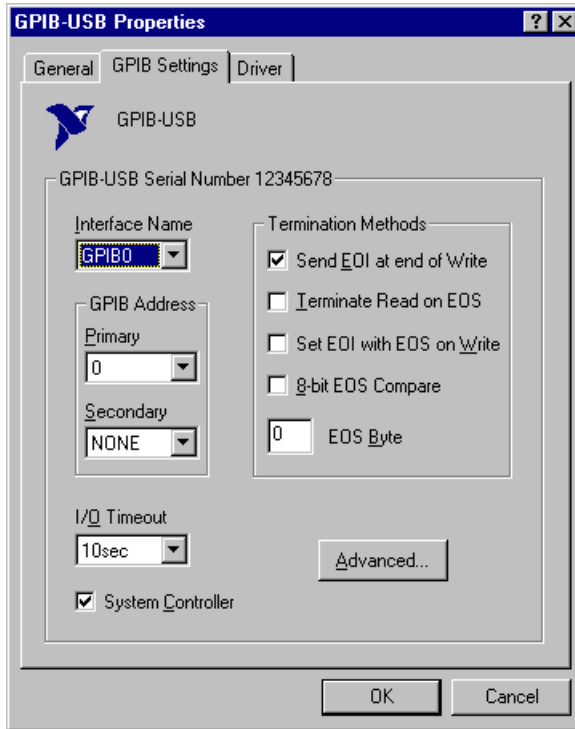 GPIB-USB Properties
General GPIB Settings Driver
GPIB-USB
GPIB-USB Serial Number 12345678
Interface Name
GPIB0
GPIB Address
Primary
0
Secondary
NONE
I/O Timeout
10sec
System Controller
Termination Methods
Send EOI at end of Write
Terminate Read on EOS
Set EOI with EOS on Write
8-bit EOS Compare
0 EOS Byte
Advanced...
OK Cancel